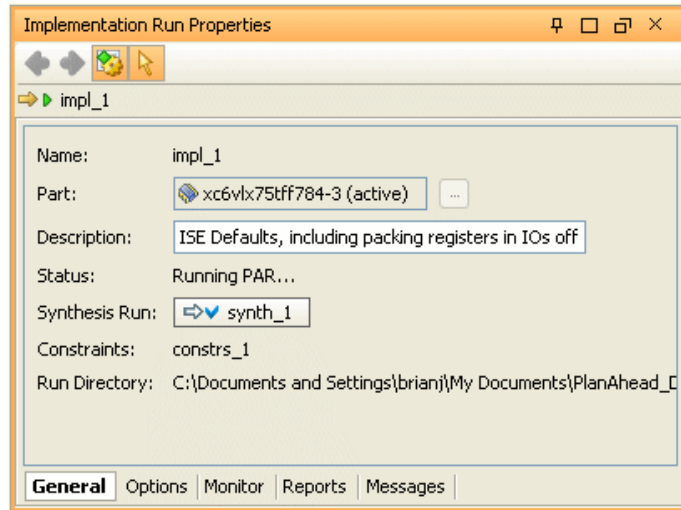 Implementation Run Properties
impl_1
Name: impl_1
Part: xc6vlx75tff784-3 (active) ...
Description: ISE Defaults, including packing registers in IOs off
Status: Running PAR...
Synthesis Run: synth_1
Constraints: constrs_1
Run Directory: C:\Documents and Settings\brianj\My Documents\PlanAhead_D
General Options Monitor Reports Messages